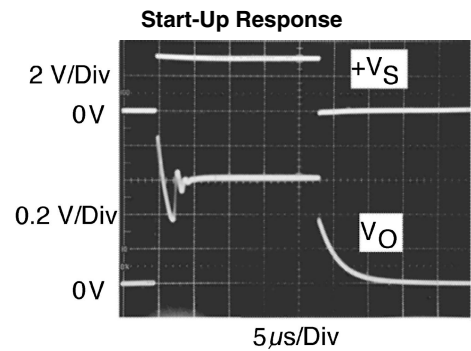 Start-Up Response
2 V/Div
+VS
0V
0.2 V/Div
VO
0V
5µs/Div